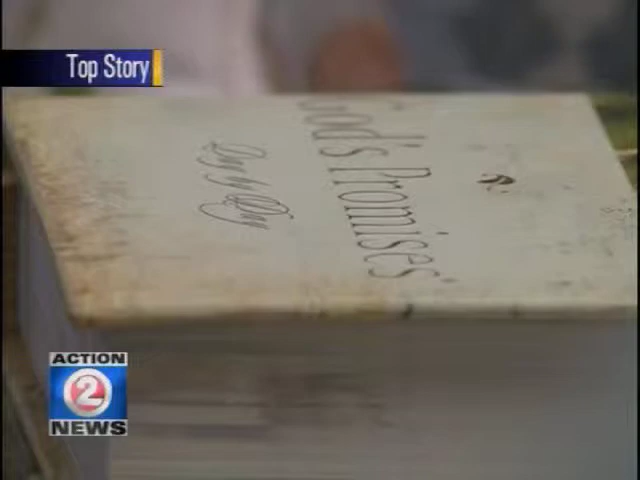 Top Story
God's Promises
Day by Day
ACTION
2
NEWS